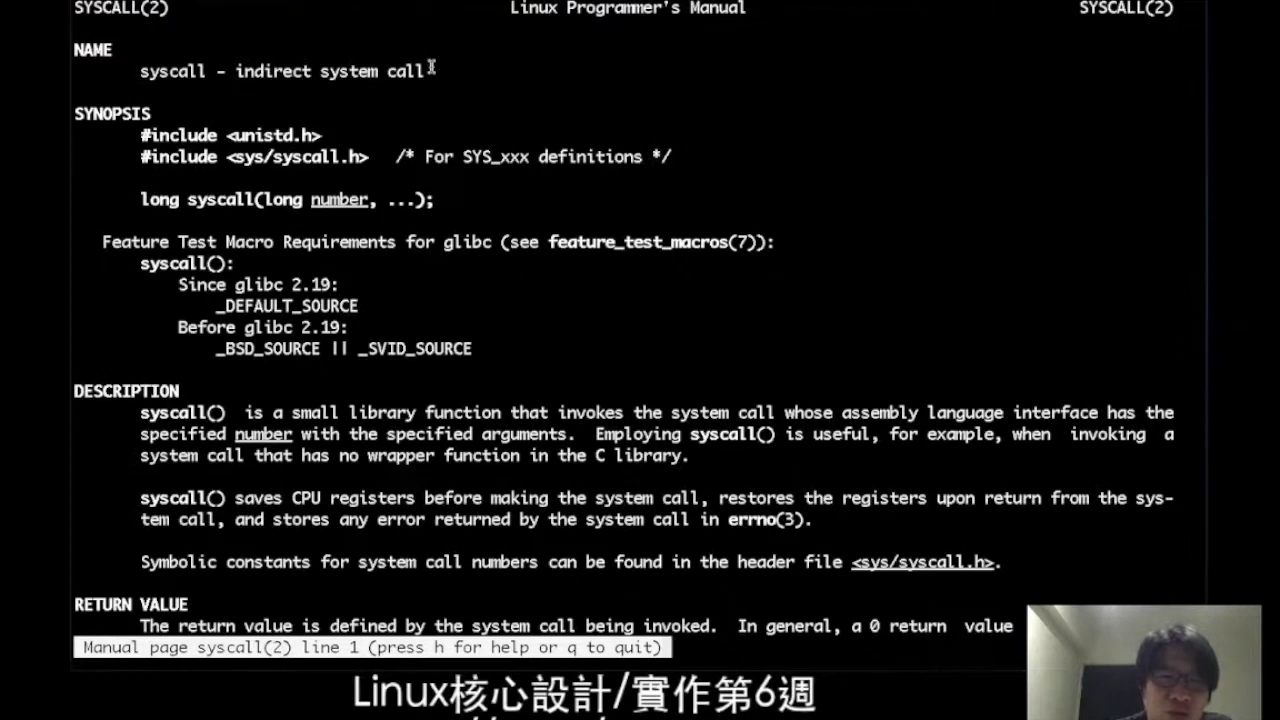 SYSCALL(2) Linux Programmer's Manual SYSCALL(2)
NAME
syscall - indirect system call
SYNOPSIS
#include <unistd.h>
#include <sys/syscall.h> /* For SYS_xxx definitions */
long syscall(long number, ...);
Feature Test Macro Requirements for glibc (see feature_test_macros(7)):
syscall():
Since glibc 2.19:
_DEFAULT_SOURCE
Before glibc 2.19:
_BSD_SOURCE || _SVID_SOURCE
DESCRIPTION
syscall() is a small library function that invokes the system call whose assembly language interface has the
specified number with the specified arguments. Employing syscall() is useful, for example, when invoking a
system call that has no wrapper function in the C library.
syscall() saves CPU registers before making the system call, restores the registers upon return from the sys-
tem call, and stores any error returned by the system call in errno(3).
Symbolic constants for system call numbers can be found in the header file <sys/syscall.h>.
RETURN VALUE
The return value is defined by the system call being invoked. In general, a 0 return value
Manual page syscall(2) line 1 (press h for help or q to quit)
Linux核心設計/實作第6週